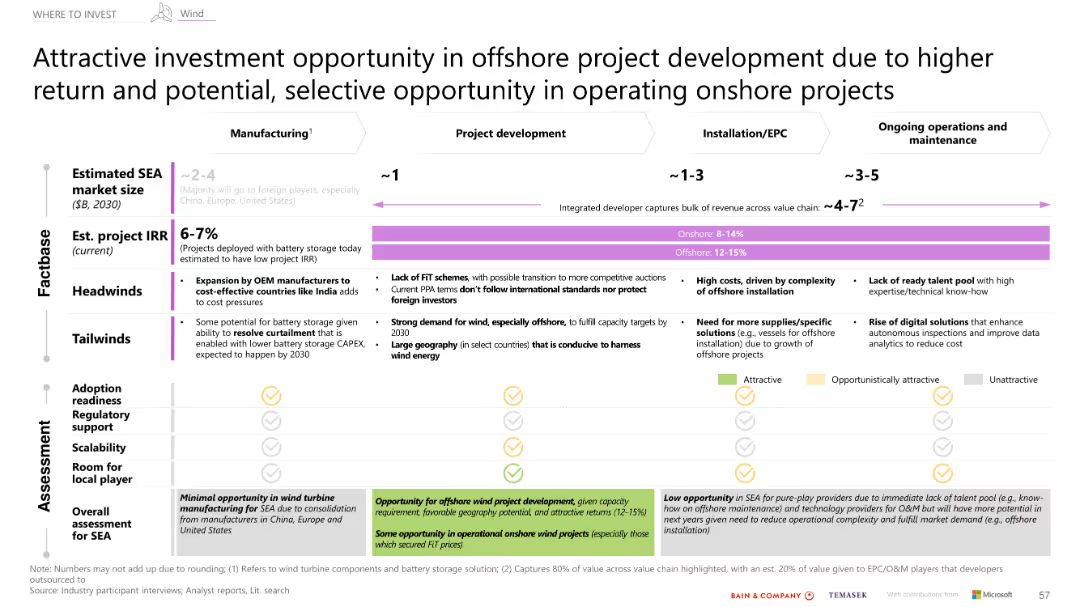 WHERE TO INVEST
Wind
Attractive investment opportunity in offshore project development due to higher
return and potential, selective opportunity in operating onshore projects
Manufacturing1
Project development
Installation/EPC
Ongoing operations and
maintenance
Factbase
Estimated SEA
market size
($B, 2030)
~2-4
(Majority will go to foreign players, especially
China, Europe, United States)
~1
~1-3
~3-5
Integrated developer captures bulk of revenue across value chain: ~4-72
Est. project IRR
(current)
6-7%
(Projects deployed with battery storage today
estimated to have low project IRR)
Onshore: 8-14%
Offshore: 12-15%
Headwinds
• Expansion by OEM manufacturers to
cost-effective countries like India adds
to cost pressures
• Lack of FiT schemes, with possible transition to more competitive auctions
• Current PPA terms don't follow international standards nor protect
foreign investors
• High costs, driven by complexity
of offshore installation
• Lack of ready talent pool with high
expertise/technical know-how
Tailwinds
• Some potential for battery storage given
ability to resolve curtailment that is
enabled with lower battery storage CAPEX,
expected to happen by 2030
• Strong demand for wind, especially offshore, to fulfill capacity targets by
2030
• Large geography (in select countries) that is conducive to harness
wind energy
• Need for more supplies/specific
solutions (e.g., vessels for offshore
installation) due to growth of
offshore projects
• Rise of digital solutions that enhance
autonomous inspections and improve data
analytics to reduce cost
Attractive
Opportunistically attractive
Unattractive
Assessment
Adoption
readiness
Regulatory
support
Scalability
Room for
local player
Overall
assessment
for SEA
Minimal opportunity in wind turbine
manufacturing for SEA due to consolidation
from manufacturers in China, Europe and
United States
Opportunity for offshore wind project development, given capacity
requirement, favorable geography potential, and attractive returns (12-15%)
Some opportunity in operational onshore wind projects (especially those
which secured FiT prices)
Low opportunity in SEA for pure-play providers due to immediate lack of talent pool (e.g., know-
how on offshore maintenance) and technology providers for O&M but will have more potential in
next years given need to reduce operational complexity and fulfill market demand (e.g., offshore
installation)
Note: Numbers may not add up due to rounding; (1) Refers to wind turbine components and battery storage solution; (2) Captures 80% of value across value chain highlighted, with an est. 20% of value given to EPC/O&M players that developers
outsourced to
Source: Industry participant interviews; Analyst reports, Lit. search
BAIN & COMPANY
TEMASEK
With contributions from
Microsoft
57